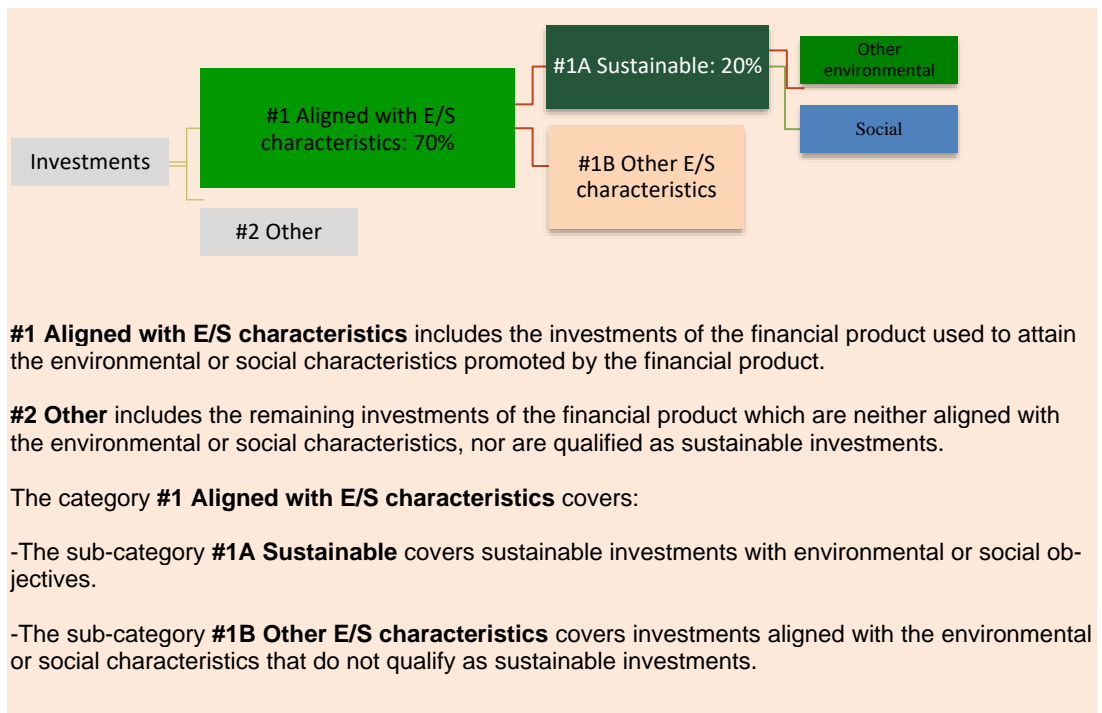 Investments
#1 Aligned with E/S
characteristics: 70%
#2 Other
#1A Sustainable: 20%
#1B Other E/S
characteristics
Other
environmental
Social
#1 Aligned with E/S characteristics includes the investments of the financial product used to attain
the environmental or social characteristics promoted by the financial product.
#2 Other includes the remaining investments of the financial product which are neither aligned with
the environmental or social characteristics, nor are qualified as sustainable investments.
The category #1 Aligned with E/S characteristics covers:
-The sub-category #1A Sustainable covers sustainable investments with environmental or social ob-
jectives.
-The sub-category #1B Other E/S characteristics covers investments aligned with the environmental
or social characteristics that do not qualify as sustainable investments.